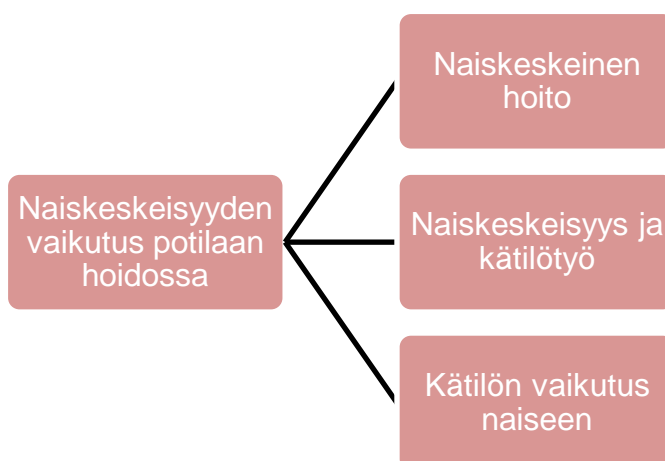 Naiskeskeisyyden
vaikutus potilaan
hoidossa
Naiskeskeinen
hoito
Naiskeskeisyys ja
kätilötyö
Kätilön vaikutus
naiseen